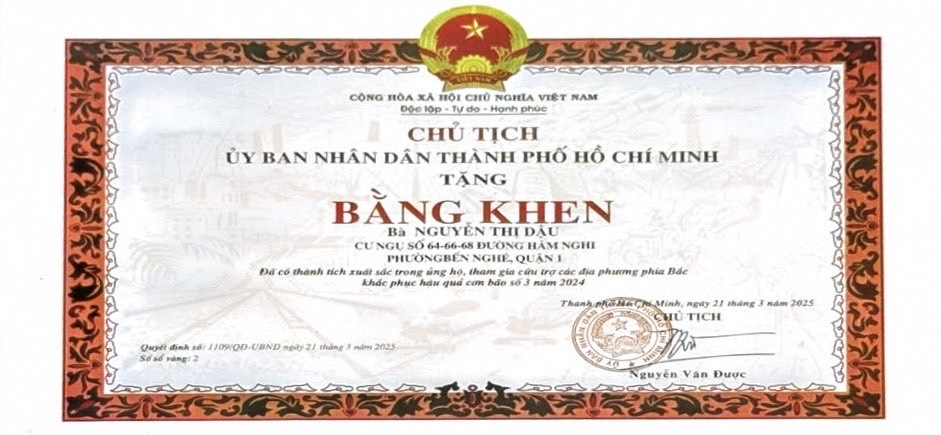 VIỆT NAM
CỘNG HÒA XÃ HỘI CHỦ NGHĨA VIỆT NAM
Độc lập - Tự do - Hạnh phúc
CHỦ TỊCH
ỦY BAN NHÂN DÂN THÀNH PHỐ HỒ CHÍ MINH
TẶNG
BẰNG KHEN
Bà NGUYỄN THỊ DẬU
CƯ NGỤ SỐ 64-66-68 ĐƯỜNG HÀM NGHI
PHƯỜNGBẾN NGHÉ, QUẬN 1
Đã có thành tích xuất sắc trong ủng hộ, tham gia cứu trợ các địa phương phía Bắc
khắc phục hậu quả cơn bão số 3 năm 2024
Thành phố Hồ Chí Minh, ngày 21 tháng 3 năm 2025
CHỦ TỊCH
Quyết định số: 1109/QĐ-UBND ngày 21 tháng 3 năm 2025
Số sổ vàng: 2
Nguyễn Văn Được